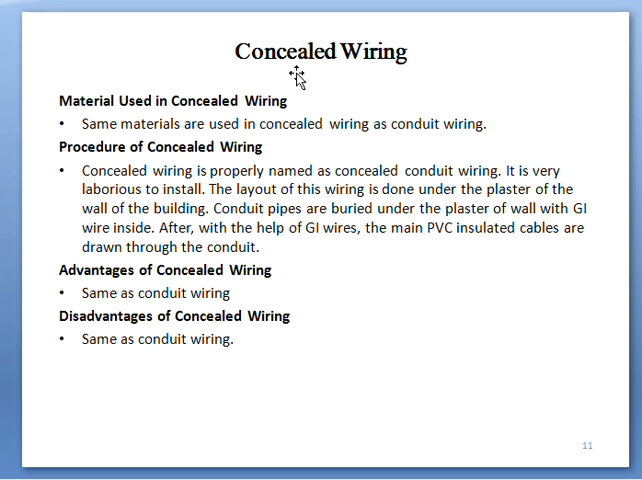 Concealed Wiring
Material Used in Concealed Wiring
• Same materials are used in concealed wiring as conduit wiring.
Procedure of Concealed Wiring
• Concealed wiring is properly named as concealed conduit wiring. It is very
laborious to install. The layout of this wiring is done under the plaster of the
wall of the building. Conduit pipes are buried under the plaster of wall with GI
wire inside. After, with the help of GI wires, the main PVC insulated cables are
drawn through the conduit.
Advantages of Concealed Wiring
• Same as conduit wiring
Disadvantages of Concealed Wiring
• Same as conduit wiring.
11